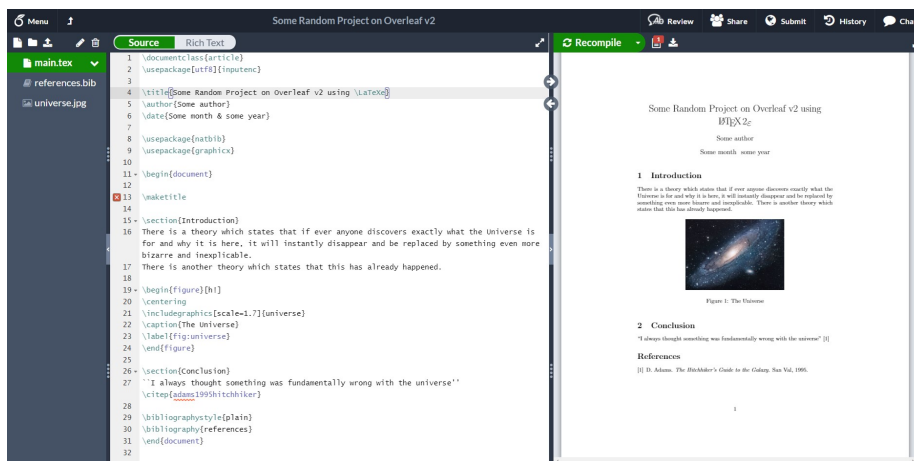 Menu
Some Random Project on Overleaf v2
Review
Share
Submit
History
Cha
Source
Rich Text
Recompile
1
main.tex
references.bib
universe.jpg
1 \documentclass{article}
2 \usepackage[utf8]{inputenc}
3
4 \title{Some Random Project on Overleaf v2 using \LaTeXe}
5 \author{Some author}
6 \date{Some month & some year}
7
8 \usepackage{natbib}
9 \usepackage{graphicx}
10
11 \begin{document}
12
13 \maketitle
14
15 \section{Introduction}
16 There is a theory which states that if ever anyone discovers exactly what the Universe is
for and why it is here, it will instantly disappear and be replaced by something even more
bizarre and inexplicable.
17 There is another theory which states that this has already happened.
18
19 \begin{figure}[h!]
20 \centering
21 \includegraphics[scale=1.7]{universe}
22 \caption{The Universe}
23 \label{fig:universe}
24 \end{figure}
25
26 \section{Conclusion}
27 ``I always thought something was fundamentally wrong with the universe''
\citep{adams1995hitchhiker}
28
29 \bibliographystyle{plain}
30 \bibliography{references}
31 \end{document}
32
Some Random Project on Overleaf v2 using
LATEX 2ε
Some author
Some month some year
1 Introduction
There is a theory which states that if ever anyone discovers exactly what the
Universe is for and why it is here, it will instantly disappear and be replaced by
something even more bizarre and inexplicable. There is another theory which
states that this has already happened.
Figure 1: The Universe
2 Conclusion
"I always thought something was fundamentally wrong with the universe" [1]
References
[1] D. Adams. The Hitchhiker's Guide to the Galaxy. San Val, 1995.
1